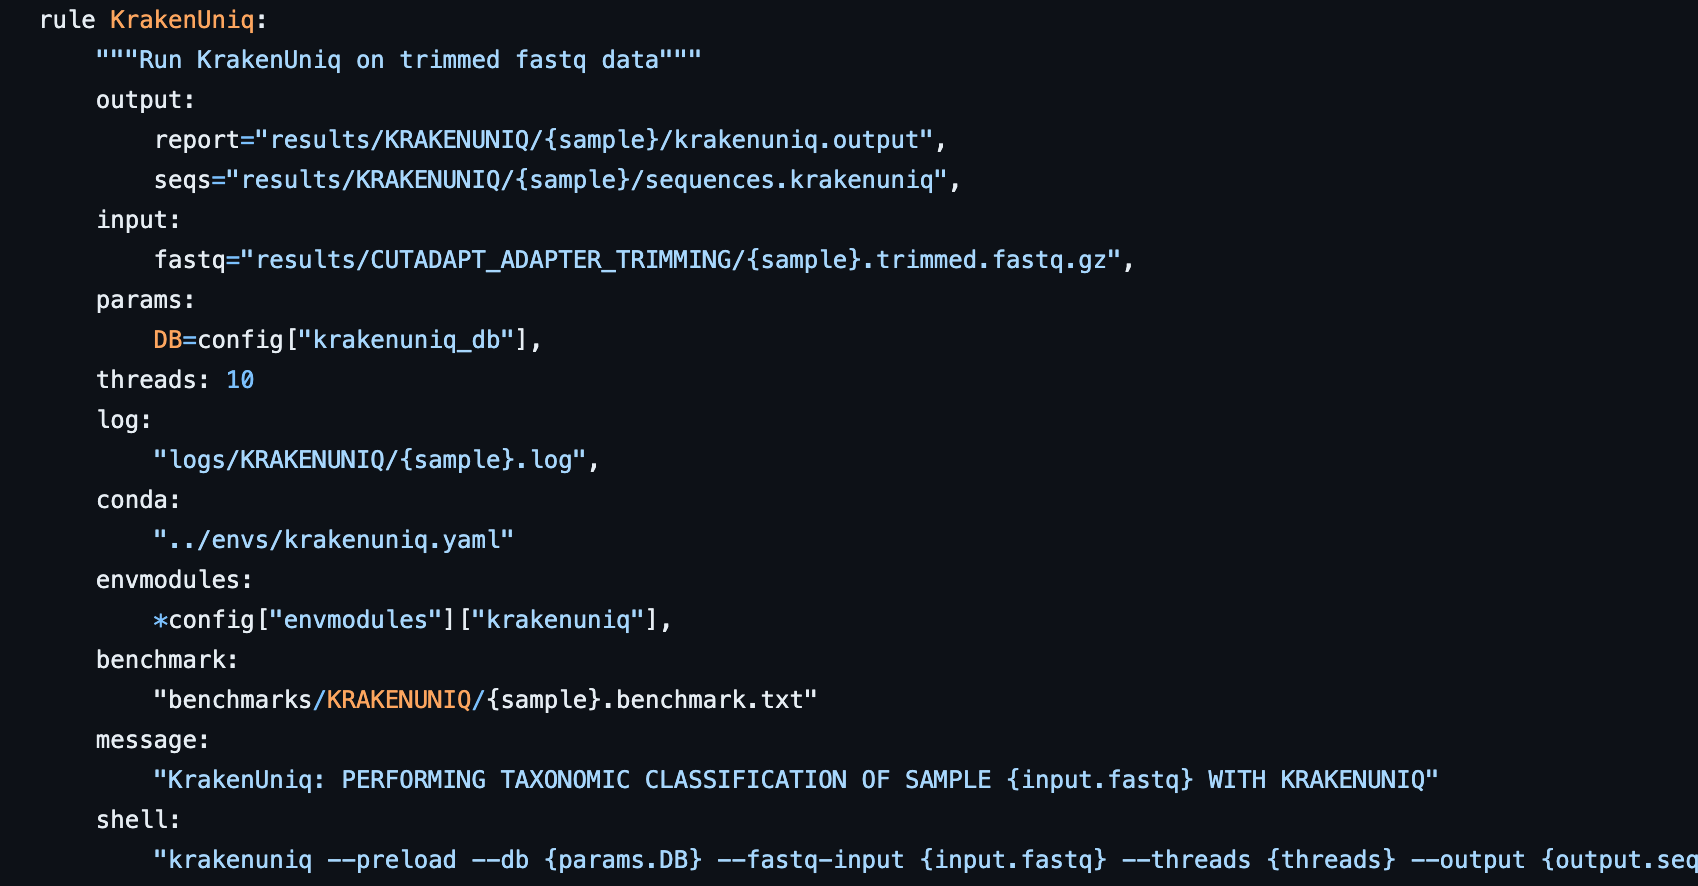 rule KrakenUniq:
    """Run KrakenUniq on trimmed fastq data"""
    output:
        report="results/KRAKENUNIQ/{sample}/krakenuniq.output",
        seqs="results/KRAKENUNIQ/{sample}/sequences.krakenuniq",
    input:
        fastq="results/CUTADAPT_ADAPTER_TRIMMING/{sample}.trimmed.fastq.gz",
    params:
        DB=config["krakenuniq_db"],
    threads: 10
    log:
        "logs/KRAKENUNIQ/{sample}.log",
    conda:
        "../envs/krakenuniq.yaml"
    envmodules:
        *config["envmodules"]["krakenuniq"],
    benchmark:
        "benchmarks/KRAKENUNIQ/{sample}.benchmark.txt"
    message:
        "KrakenUniq: PERFORMING TAXONOMIC CLASSIFICATION OF SAMPLE {input.fastq} WITH KRAKENUNIQ"
    shell:
        "krakenuniq --preload --db {params.DB} --fastq-input {input.fastq} --threads {threads} --output {output.seq